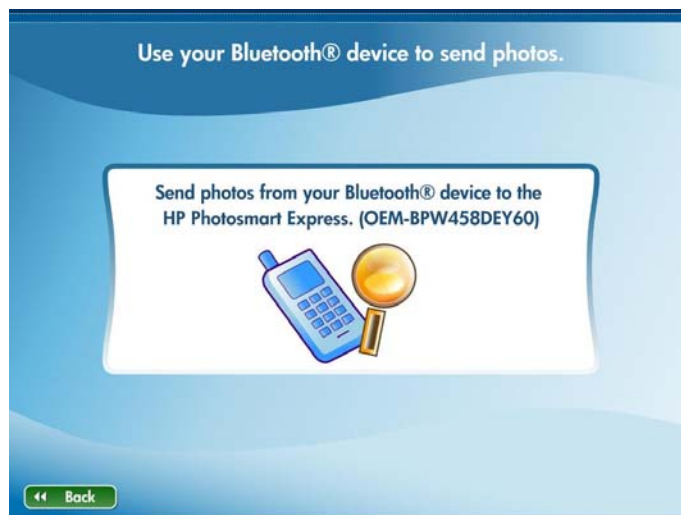 Use your Bluetooth® device to send photos.
Send photos from your Bluetooth® device to the
HP Photosmart Express. (OEM-BPW458DEY60)
Back